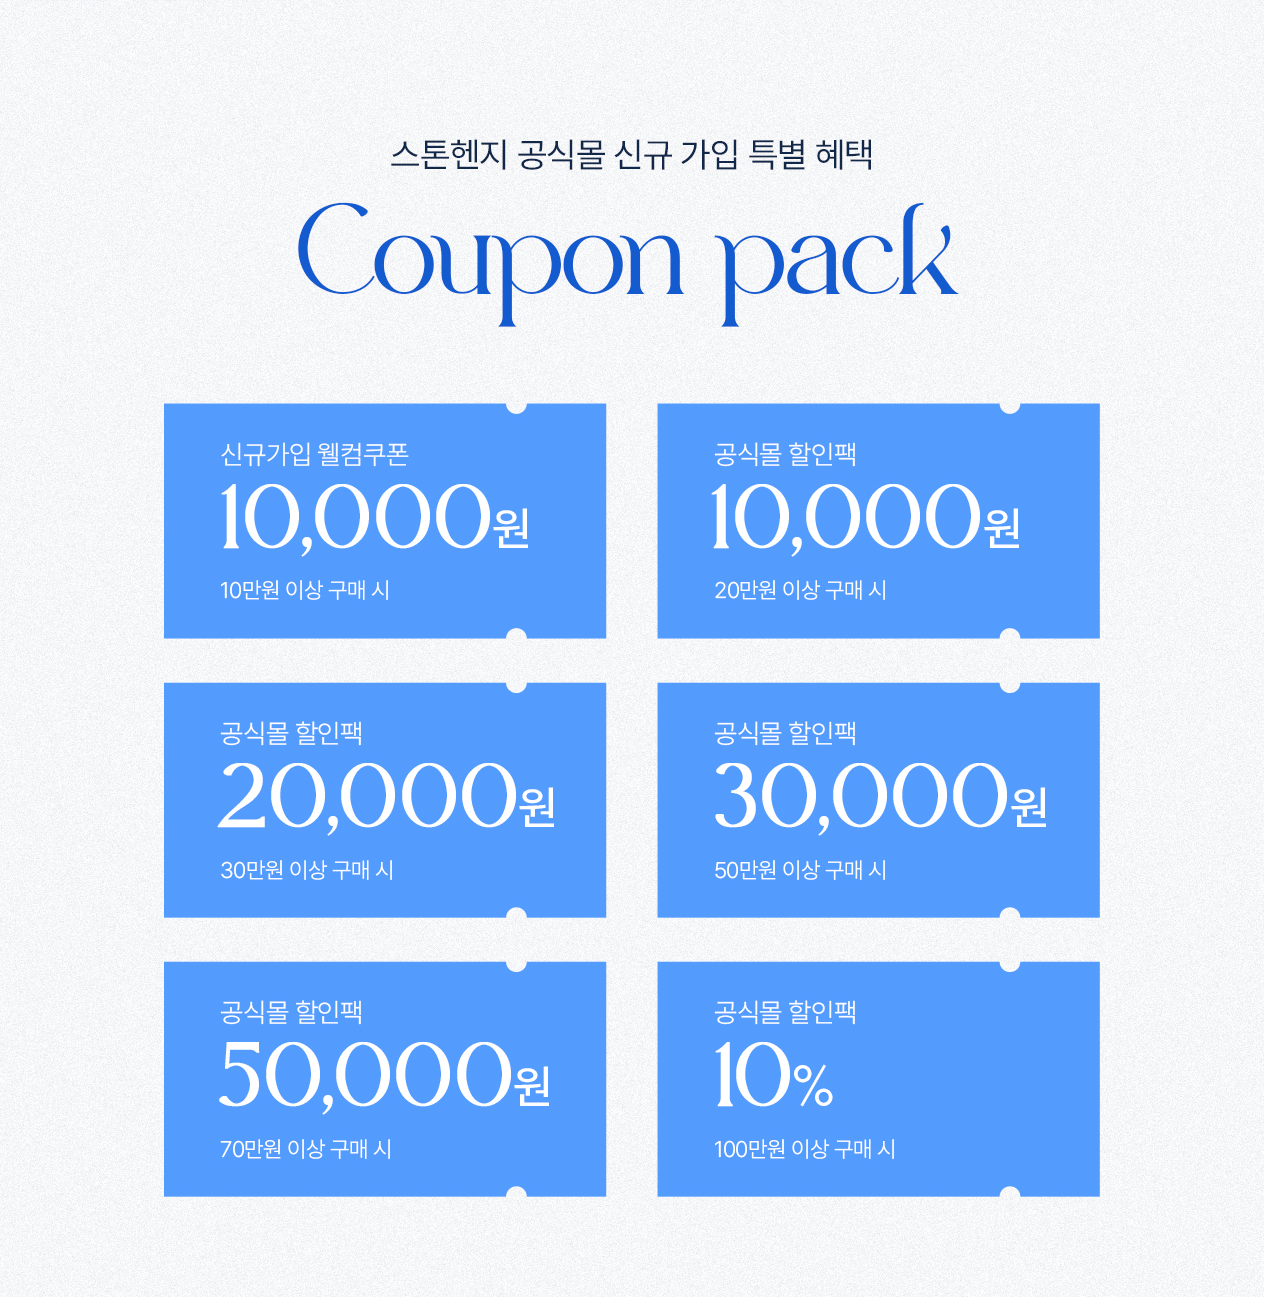 스톤헨지 공식몰 신규 가입 특별 혜택
Coupon pack
신규가입 웰컴쿠폰
10,000원
10만원 이상 구매 시
공식몰 할인팩
10,000원
20만원 이상 구매 시
공식몰 할인팩
20,000원
30만원 이상 구매 시
공식몰 할인팩
30,000원
50만원 이상 구매 시
공식몰 할인팩
50,000원
70만원 이상 구매 시
공식몰 할인팩
10%
100만원 이상 구매 시